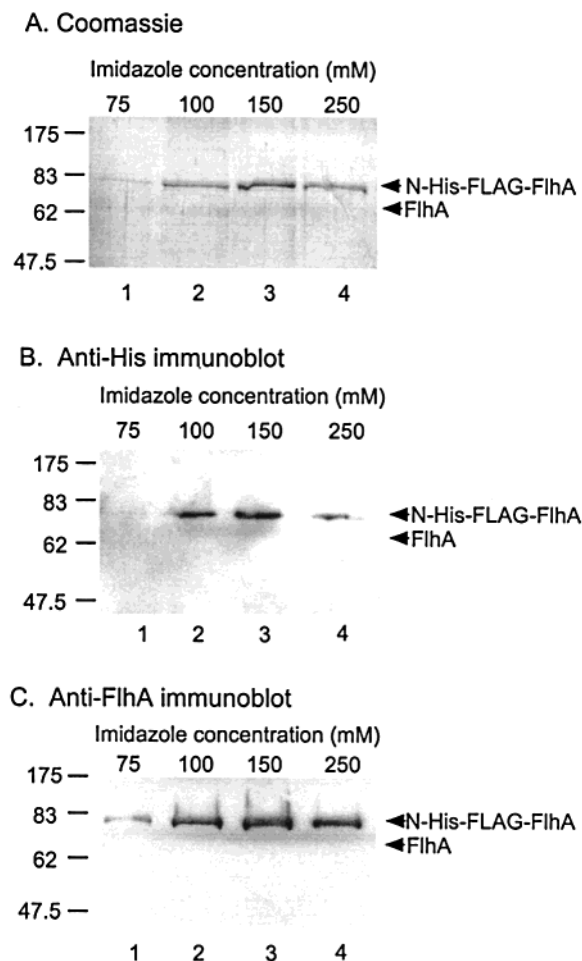 A. Coomassie
Imidazole concentration (mM)
75 100 150 250
175
83
N-His-FLAG-FlhA
62
FlhA
47.5
1 2 3 4
B. Anti-His immunoblot
Imidazole concentration (mM)
75 100 150 250
175
83
N-His-FLAG-FlhA
62
FlhA
47.5
1 2 3 4
C. Anti-FlhA immunoblot
Imidazole concentration (mM)
75 100 150 250
175
83
N-His-FLAG-FlhA
62
FlhA
47.5
1 2 3 4